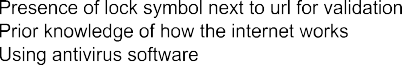 Presence of lock symbol next to url for validation
Prior knowledge of how the internet works
Using antivirus software